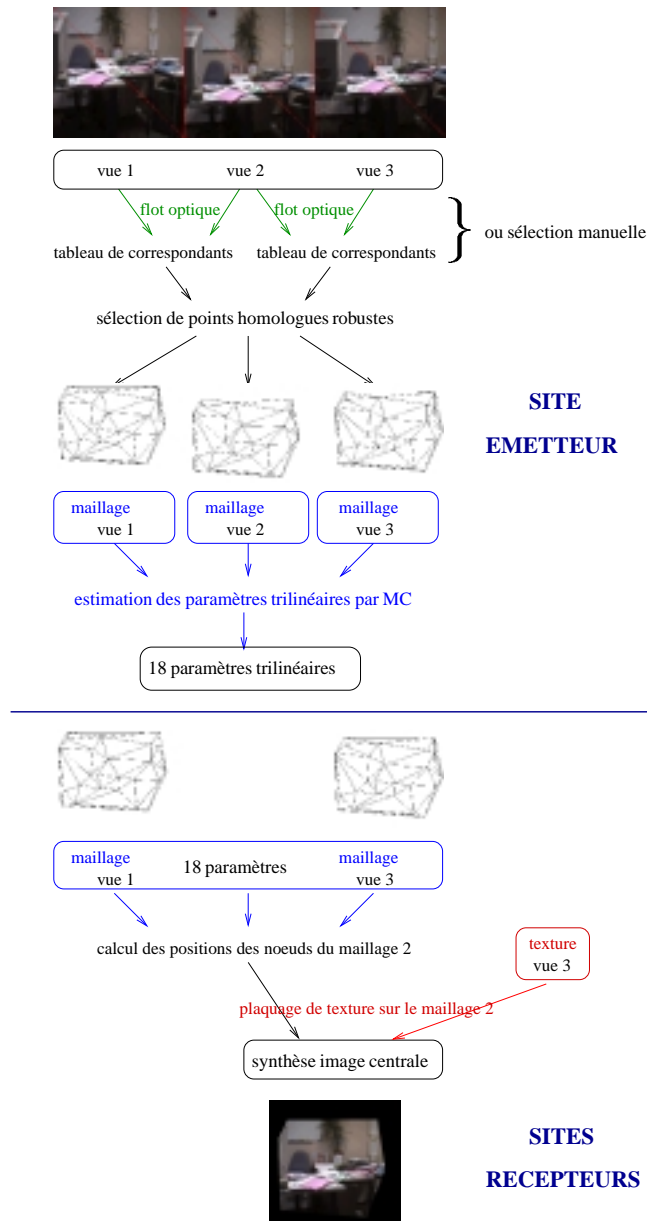 vue 1 vue 2 vue 3
flot optique flot optique
ou sélection manuelle
tableau de correspondants tableau de correspondants
sélection de points homologues robustes
SITE
EMETTEUR
maillage maillage maillage
vue 1 vue 2 vue 3
estimation des paramètres trilinéaires par MC
18 paramètres trilinéaires
maillage 18 paramètres maillage
vue 1 vue 3
calcul des positions des noeuds du maillage 2
texture
vue 3
plaquage de texture sur le maillage 2
synthèse image centrale
SITES
RECEPTEURS